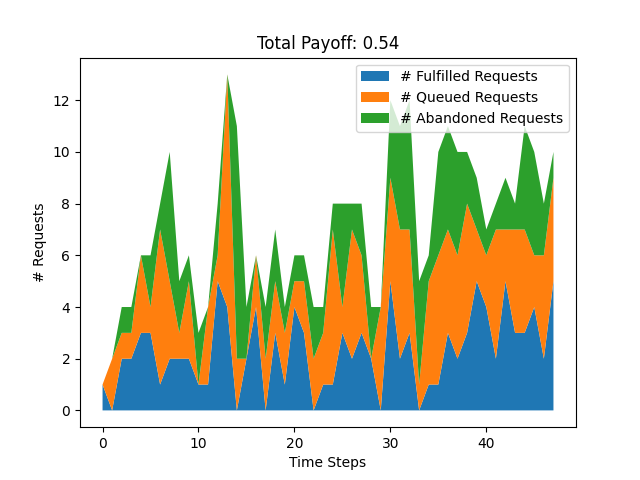 Total Payoff: 0.54
# Fulfilled Requests
# Queued Requests
# Abandoned Requests
# Requests
12
10
8
6
4
2
0
0 10 20 30 40
Time Steps